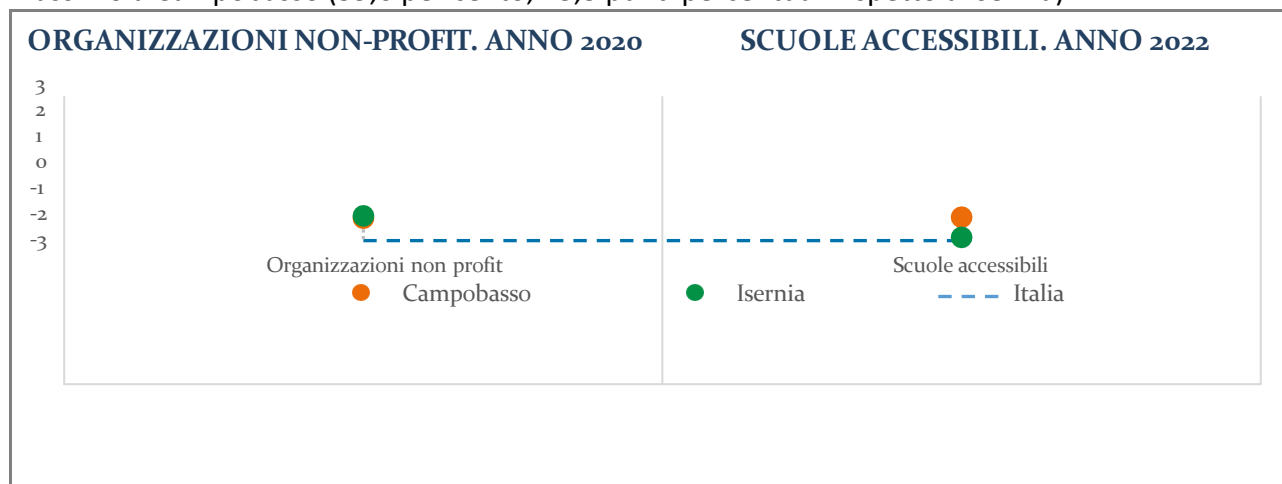 ORGANIZZAZIONI NON-PROFIT. ANNO 2020
SCUOLE ACCESSIBILI. ANNO 2022
3
2
1
0
-1
-2
-3
Organizzazioni non profit
Scuole accessibili
Campobasso
Isernia
Italia